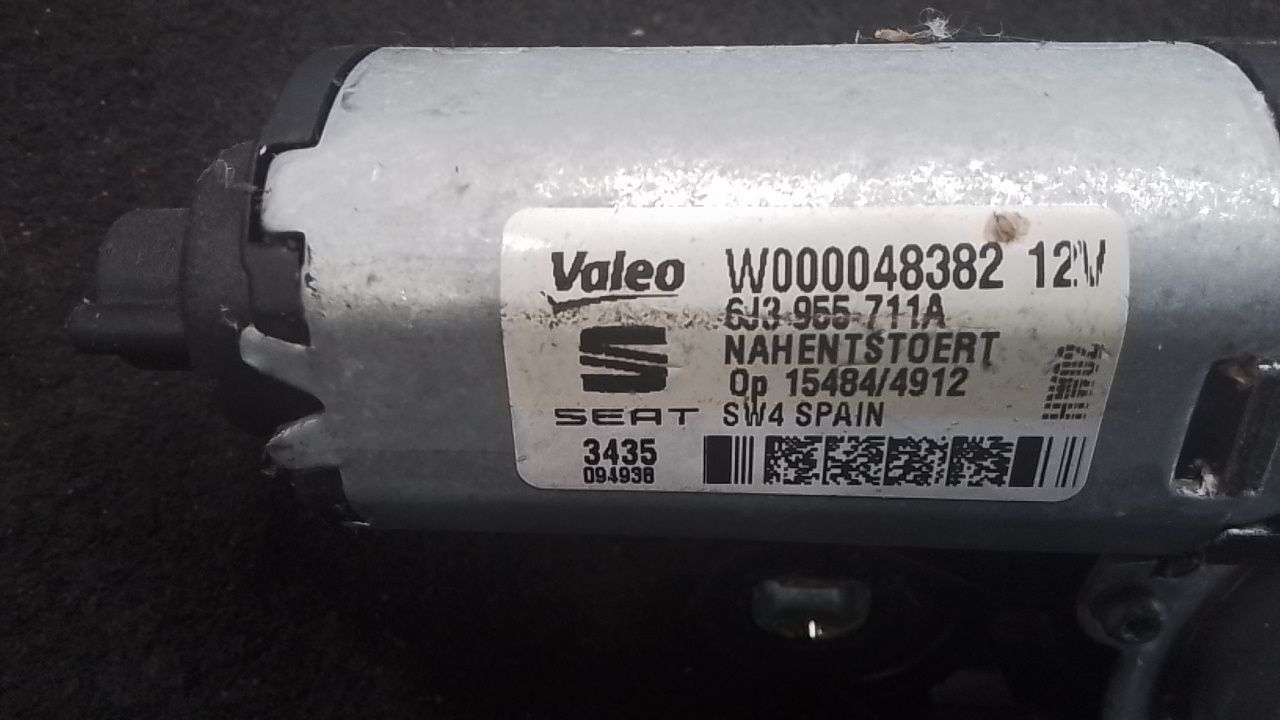 Valeo W000048382 12V
6J3 955 711A
NAHENTSTOERT
Op 15484/4912
SEAT SW4 SPAIN
3435
094938